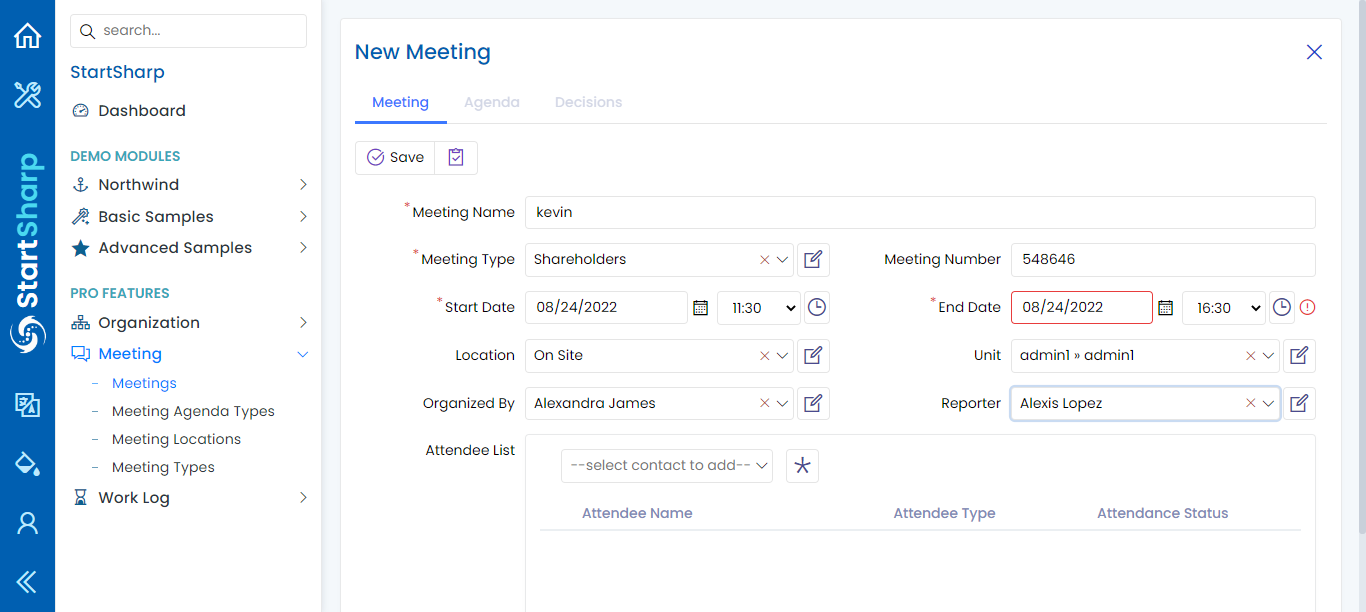 search...
StartSharp
Dashboard
DEMO MODULES
Northwind
Basic Samples
Advanced Samples
PRO FEATURES
Organization
Meeting
Meetings
Meeting Agenda Types
Meeting Locations
Meeting Types
Work Log
StartSharp
New Meeting
Meeting Agenda Decisions
Save
*Meeting Name kevin
*Meeting Type Shareholders Meeting Number 548646
*Start Date 08/24/2022 11:30 *End Date 08/24/2022 16:30
Location On Site Unit admin1 » admin1
Organized By Alexandra James Reporter Alexis Lopez
Attendee List --select contact to add--
Attendee Name Attendee Type Attendance Status